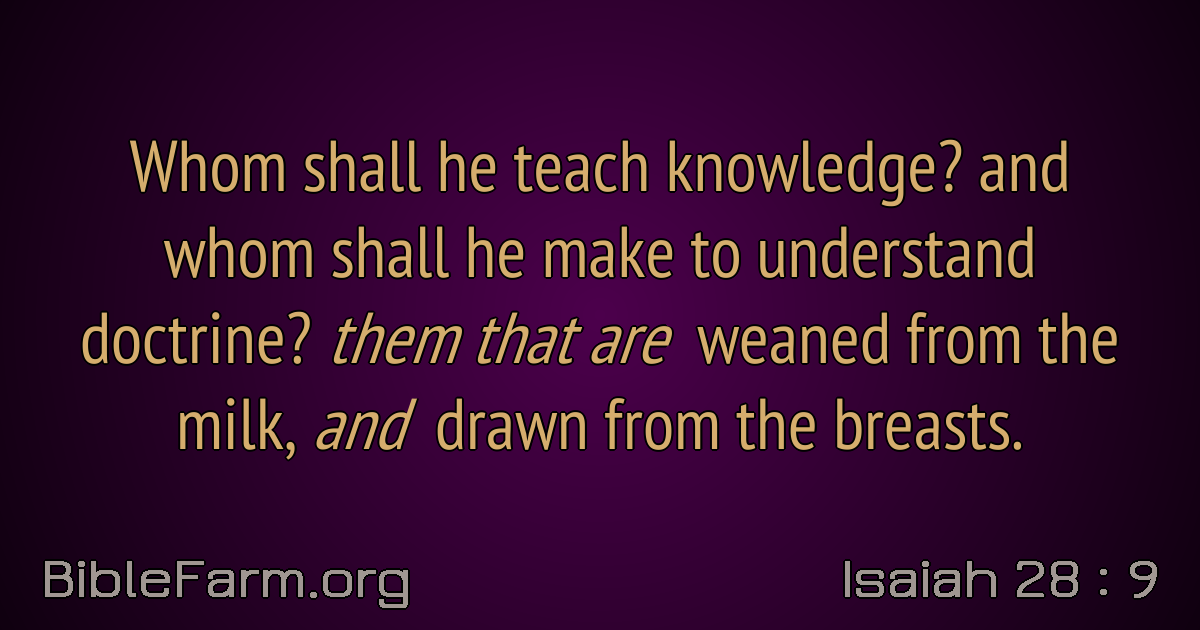 Whom shall he teach knowledge? and
whom shall he make to understand
doctrine? them that are weaned from the
milk, and drawn from the breasts.
BibleFarm.org
Isaiah 28 : 9